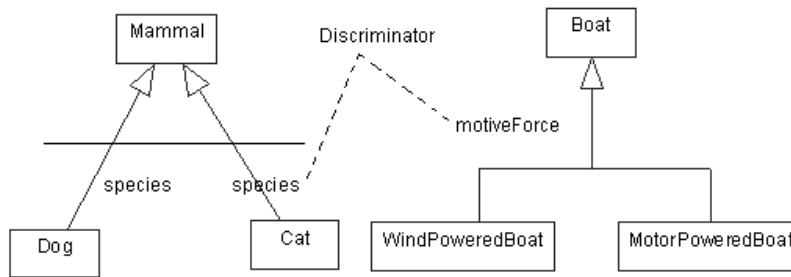 Mammal
Discriminator
Boat
motiveForce
species
species
Dog
Cat
WindPoweredBoat
MotorPoweredBoat